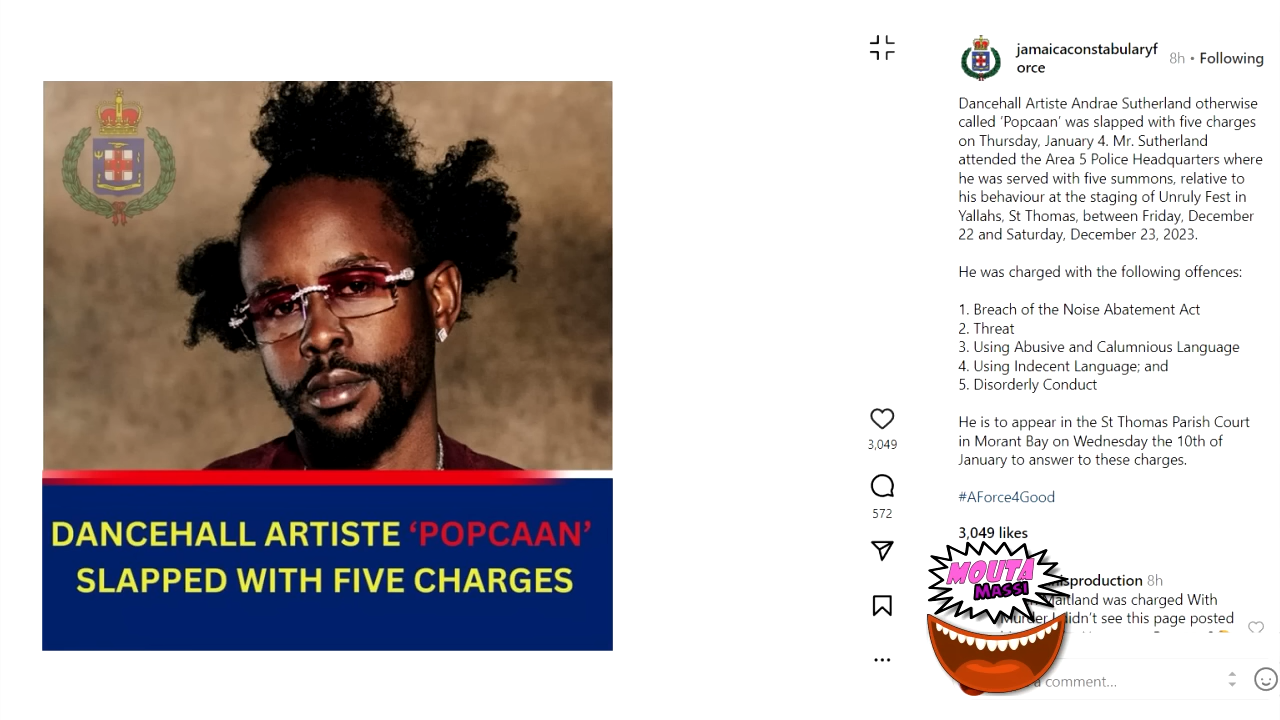 DANCEHALL ARTISTE ‘POPCAAN’
SLAPPED WITH FIVE CHARGES
jamaicaconstabularyf
orce
8h • Following
Dancehall Artiste Andrae Sutherland otherwise
called ‘Popcaan’ was slapped with five charges
on Thursday, January 4. Mr. Sutherland
attended the Area 5 Police Headquarters where
he was served with five summons, relative to
his behaviour at the staging of Unruly Fest in
Yallahs, St Thomas, between Friday, December
22 and Saturday, December 23, 2023.
He was charged with the following offences:
1. Breach of the Noise Abatement Act
2. Threat
3. Using Abusive and Calumnious Language
4. Using Indecent Language; and
5. Disorderly Conduct
He is to appear in the St Thomas Parish Court
in Morant Bay on Wednesday the 10th of
January to answer to these charges.
#AForce4Good
3,049 likes
3,049
572
MOUTA
MASSI
8h
Maitland was charged With
Murder I didn’t see this page posted
a comment...